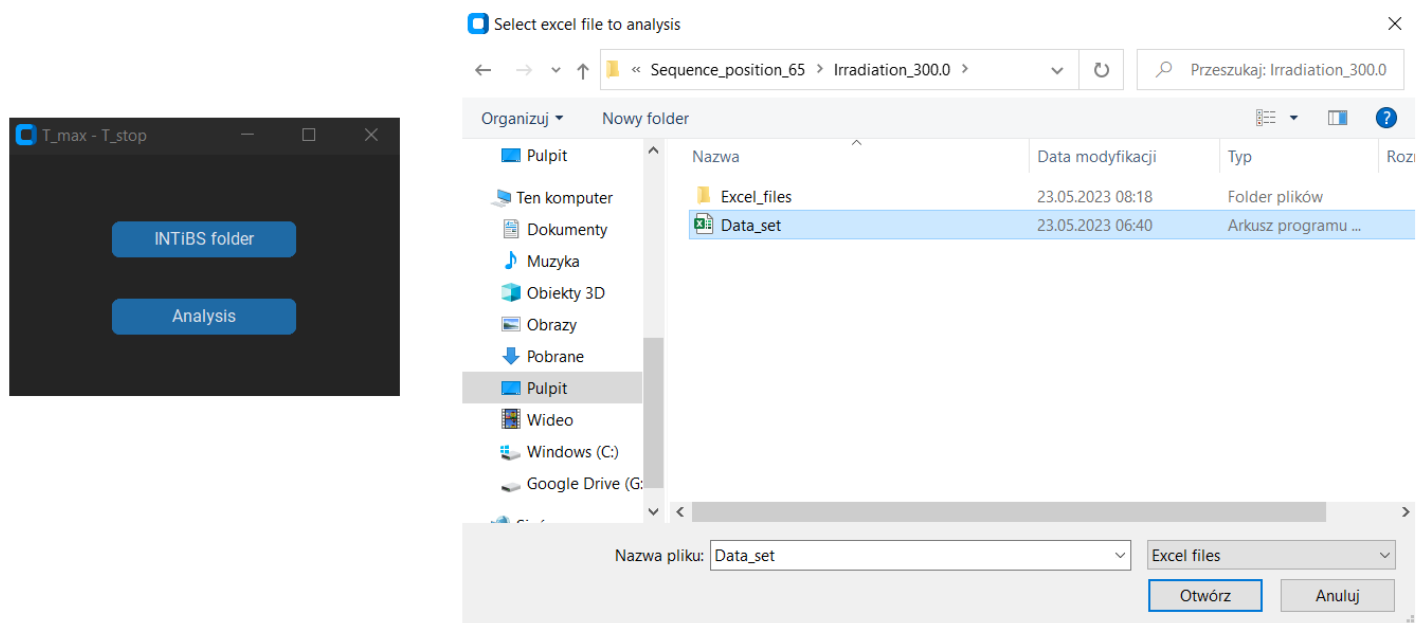 T_max - T_stop
INTiBS folder
Analysis
Select excel file to analysis
« Sequence_position_65 > Irradiation_300.0 >
Przeszukaj: Irradiation_300.0
Organizuj
Nowy folder
Pulpit
Ten komputer
Dokumenty
Muzyka
Obiekty 3D
Obrazy
Pobrane
Pulpit
Wideo
Windows (C:)
Google Drive (G:
Nazwa Data modyfikacji Typ
Excel_files 23.05.2023 08:18 Folder plików
Data_set 23.05.2023 06:40 Arkusz programu ...
Nazwa pliku: Data_set
Excel files
Otwórz
Anuluj